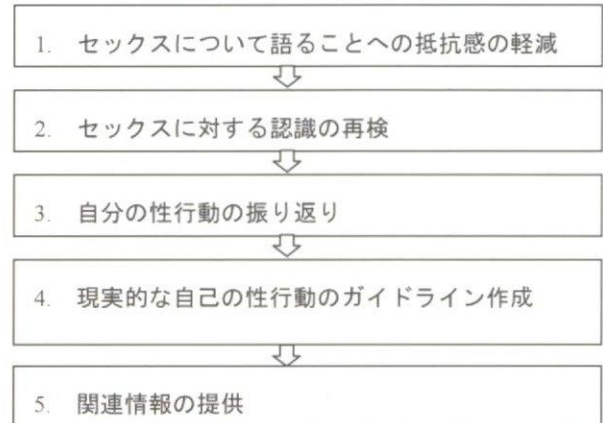 1. セックスについて語ることへの抵抗感の軽減
2. セックスに対する認識の再検
3. 自分の性行動の振り返り
4. 現実的な自己の性行動のガイドライン作成
5. 関連情報の提供